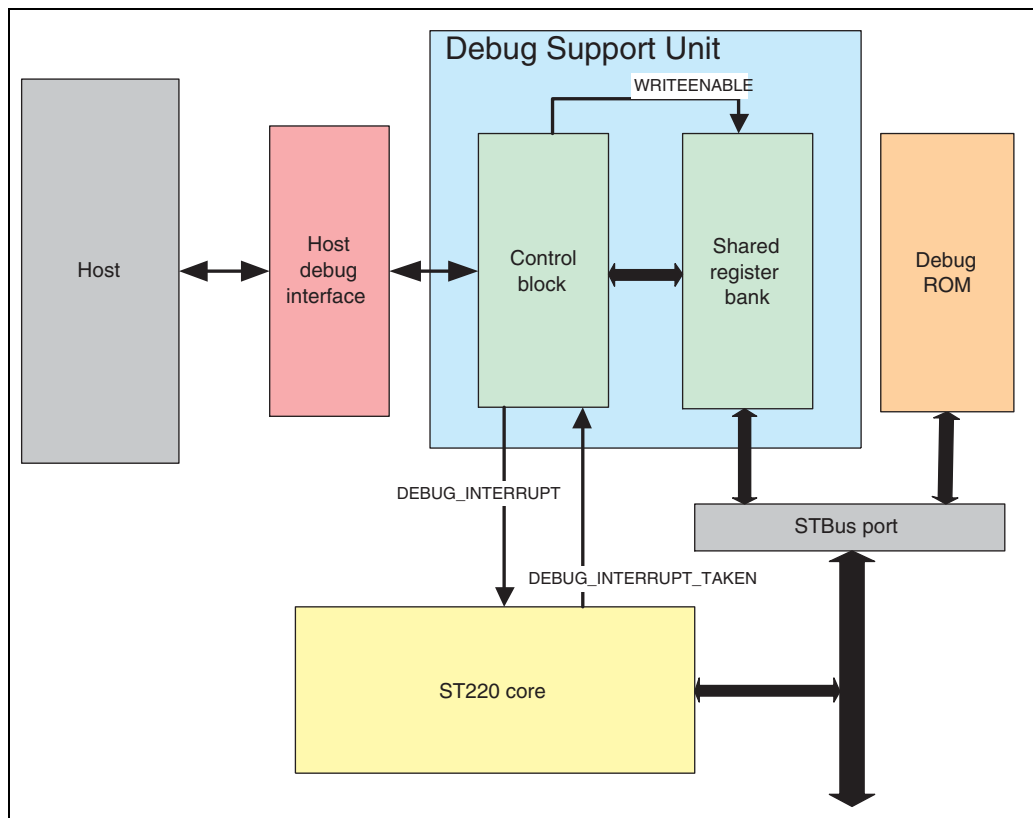 Debug Support Unit
WRITEENABLE
Host
Host
debug
interface
Control
block
Shared
register
bank
Debug
ROM
DEBUG_INTERRUPT
STBus port
DEBUG_INTERRUPT_TAKEN
ST220 core